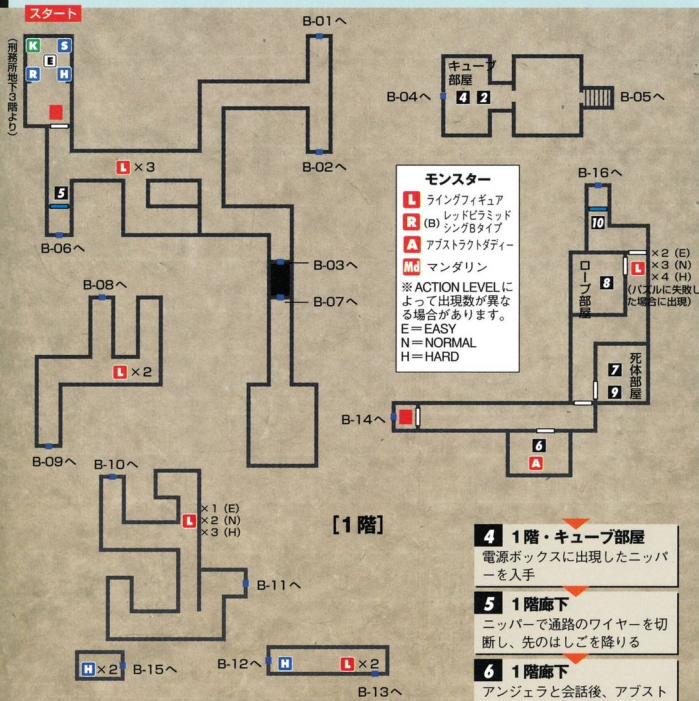 スタート
(刑務所地下3階より)
K
S
E
R
H
L×3
5
B-06へ
B-01へ
B-02へ
B-03へ
B-07へ
キューブ部屋
4 2
B-04へ
B-05へ
モンスター
L ライングフィギュア
R (B) レッドピラミッド
シングBタイプ
A アブストラクトダディー
Md マンダリン
※ACTION LEVELに
よって出現数が異な
る場合があります。
E=EASY
N=NORMAL
H=HARD
B-16へ
10
ロープ部屋
8
L
×2 (E)
×3 (N)
×4 (H)
(パズルに失敗し
た場合に出現)
死体部屋
7
9
B-14へ
6
A
B-08へ
L×2
B-09へ
B-10へ
L
×1 (E)
×2 (N)
×3 (H)
B-11へ
H×2
B-15へ
B-12へ
H
L×2
B-13へ
[1階]
4 1階・キューブ部屋
電源ボックスに出現したニッパ
ーを入手
5 1階廊下
ニッパーで通路のワイヤーを切
断し、先のはしごを降りる
6 1階廊下
アンジェラと会話後、アブスト